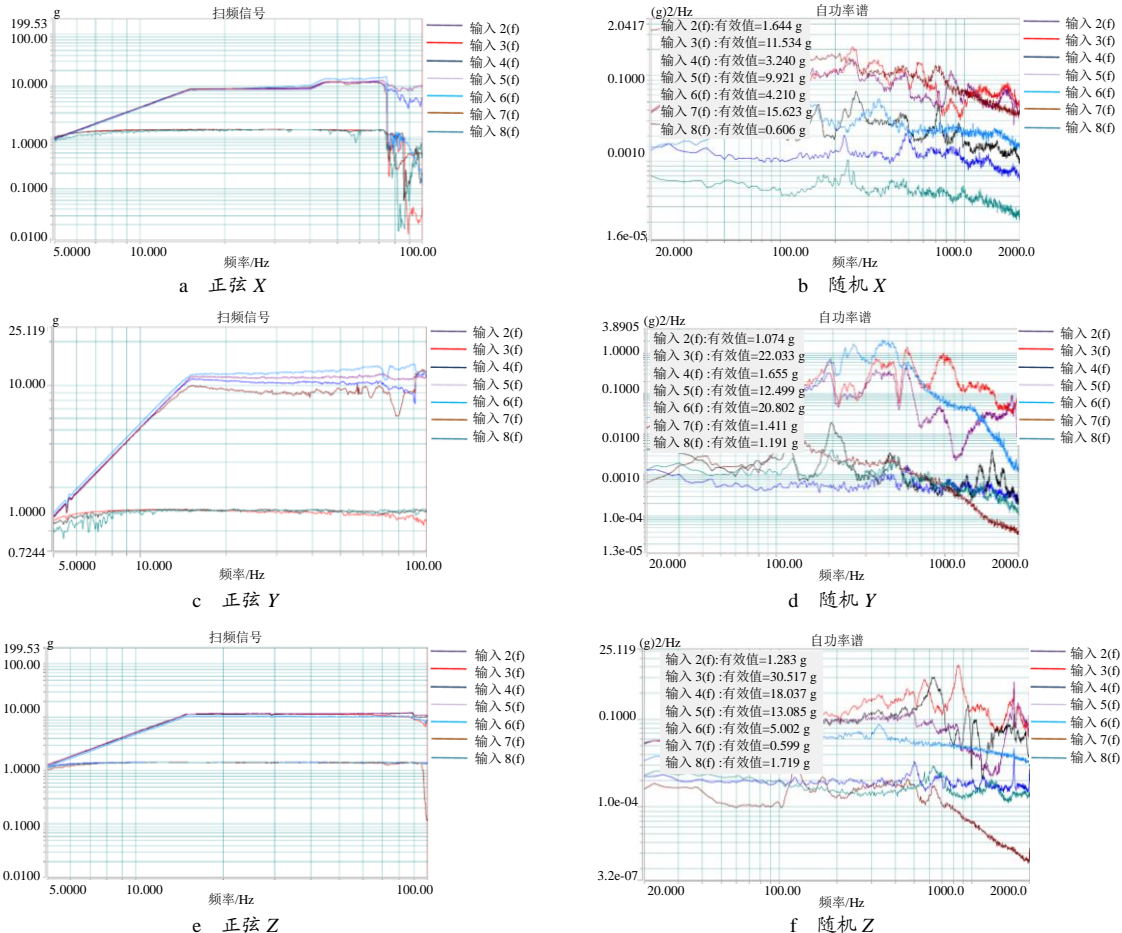 扫频信号
g
199.53
100.00
10.000
1.0000
0.1000
0.0100
5.0000 10.000 100.00
频率/Hz
输入 2(f)
输入 3(f)
输入 4(f)
输入 5(f)
输入 6(f)
输入 7(f)
输入 8(f)
a 正弦 X
自功率谱
(g)2/Hz
2.0417
0.1000
0.0010
1.6e-05
输入 2(f):有效值=1.644 g
输入 3(f) :有效值=11.534 g
输入 4(f) :有效值=3.240 g
输入 5(f) :有效值=9.921 g
输入 6(f) :有效值=4.210 g
输入 7(f) :有效值=15.623 g
输入 8(f) :有效值=0.606 g
20.000 100.00 1000.0 2000.0
频率/Hz
输入 2(f)
输入 3(f)
输入 4(f)
输入 5(f)
输入 6(f)
输入 7(f)
输入 8(f)
b 随机 X
扫频信号
g
25.119
10.000
1.0000
0.7244
5.0000 10.000 100.00
频率/Hz
输入 2(f)
输入 3(f)
输入 4(f)
输入 5(f)
输入 6(f)
输入 7(f)
输入 8(f)
c 正弦 Y
自功率谱
(g)2/Hz
3.8905
1.0000
0.1000
0.0100
0.0010
1.0e-04
1.3e-05
输入 2(f):有效值=1.074 g
输入 3(f) :有效值=22.033 g
输入 4(f) :有效值=1.655 g
输入 5(f) :有效值=12.499 g
输入 6(f) :有效值=20.802 g
输入 7(f) :有效值=1.411 g
输入 8(f) :有效值=1.191 g
20.000 100.00 1000.0 2000.0
频率/Hz
输入 2(f)
输入 3(f)
输入 4(f)
输入 5(f)
输入 6(f)
输入 7(f)
输入 8(f)
d 随机 Y
扫频信号
g
199.53
100.00
10.000
1.0000
0.1000
0.0100
5.0000 10.000 100.00
频率/Hz
输入 2(f)
输入 3(f)
输入 4(f)
输入 5(f)
输入 6(f)
输入 7(f)
输入 8(f)
e 正弦 Z
自功率谱
(g)2/Hz
25.119
0.1000
1.0e-04
3.2e-07
输入 2(f):有效值=1.283 g
输入 3(f) :有效值=30.517 g
输入 4(f) :有效值=18.037 g
输入 5(f) :有效值=13.085 g
输入 6(f) :有效值=5.002 g
输入 7(f) :有效值=0.599 g
输入 8(f) :有效值=1.719 g
20.000 100.00 1000.0 2000.0
频率/Hz
输入 2(f)
输入 3(f)
输入 4(f)
输入 5(f)
输入 6(f)
输入 7(f)
输入 8(f)
f 随机 Z